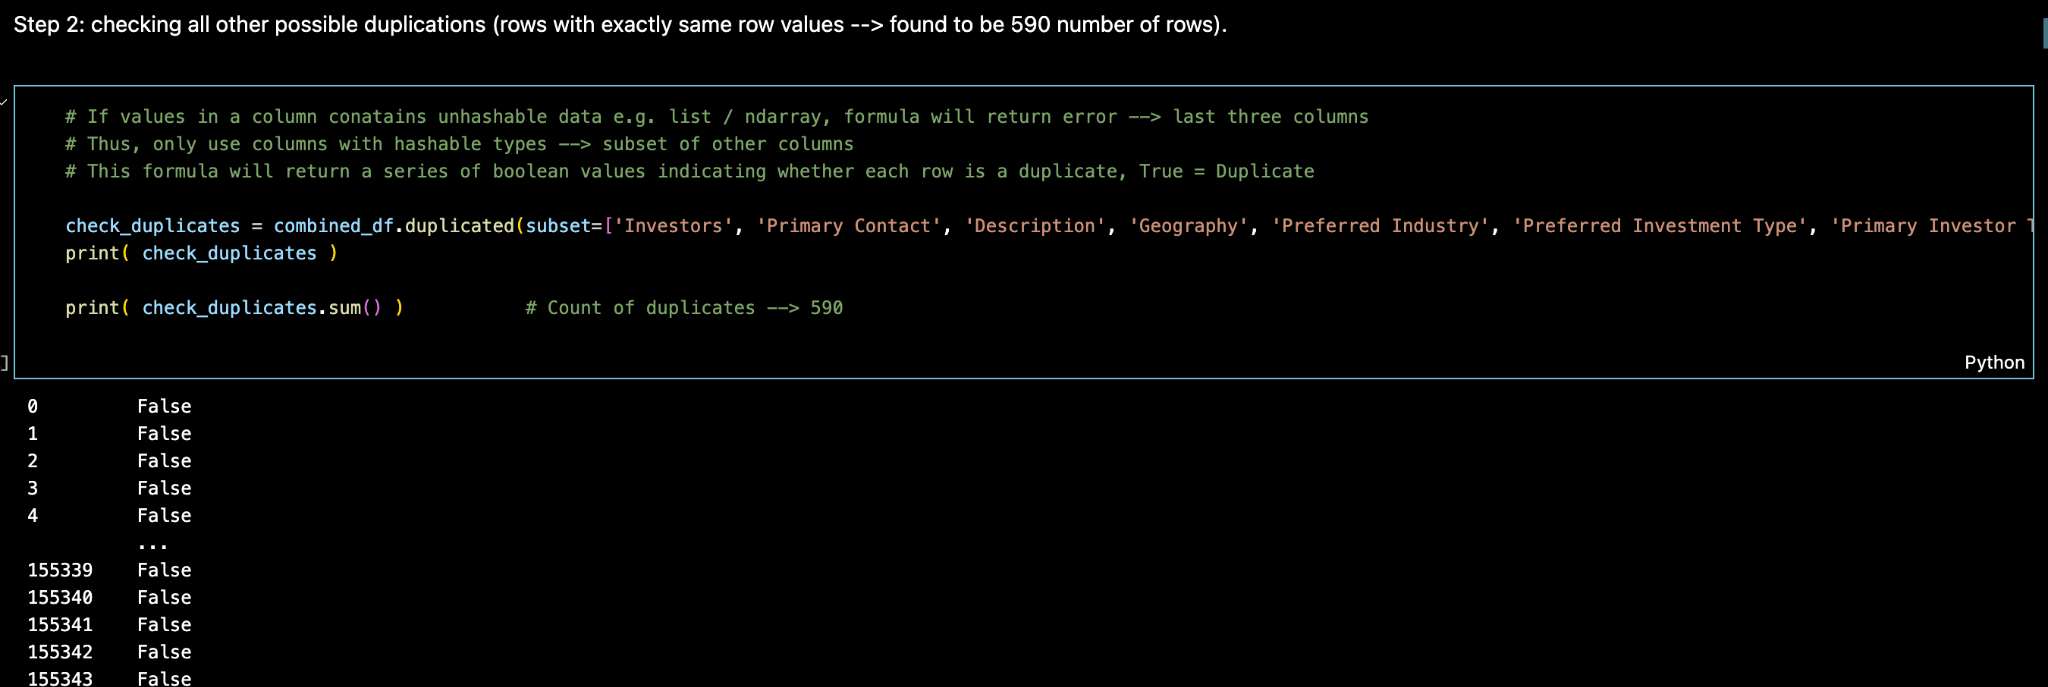 Step 2: checking all other possible duplications (rows with exactly same row values --> found to be 590 number of rows).
# If values in a column conatains unhashable data e.g. list / ndarray, formula will return error --> last three columns
# Thus, only use columns with hashable types --> subset of other columns
# This formula will return a series of boolean values indicating whether each row is a duplicate, True = Duplicate
check_duplicates = combined_df.duplicated(subset=['Investors', 'Primary Contact', 'Description', 'Geography', 'Preferred Industry', 'Preferred Investment Type', 'Primary Investor
print( check_duplicates )
print( check_duplicates.sum() ) # Count of duplicates --> 590
]
Python
0 False
1 False
2 False
3 False
4 False
...
155339 False
155340 False
155341 False
155342 False
155343 False